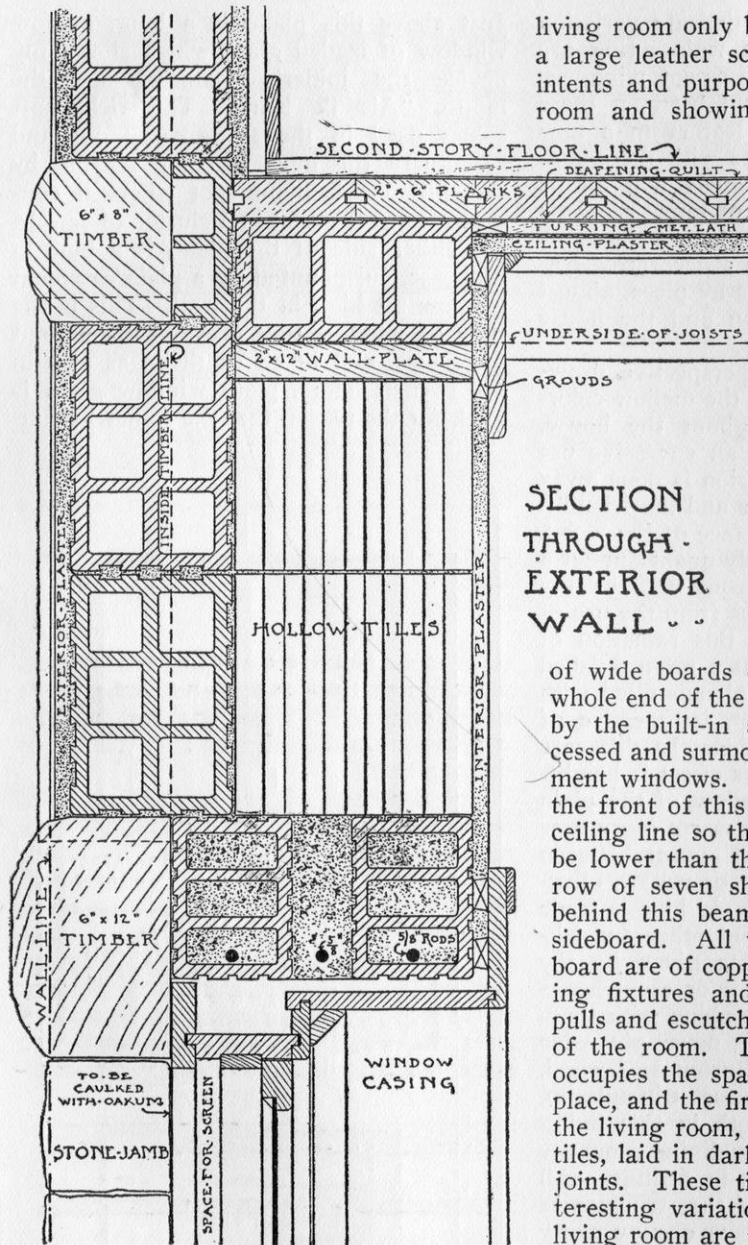 living room only b
a large leather sc
intents and purpo
room and showin
SECOND·STORY·FLOOR·LINE
DEAFENING·QUILT
2"x6" PLANKS
6"x8"
TIMBER
FURRING
MET. LATH
CEILING·PLASTER
UNDERSIDE·OF·JOISTS
2"x12" WALL·PLATE
GROUDS
INSIDE TIMBER LINE
EXTERIOR·PLASTER
HOLLOW·TILES
INTERIOR·PLASTER
SECTION
THROUGH
EXTERIOR
WALL
of wide boards
whole end of the
by the built-in s
cessed and surmo
ment windows.
the front of this
ceiling line so th
be lower than th
row of seven sh
behind this beam
sideboard. All
board are of copp
ing fixtures and
pulls and escutch
of the room. T
occupies the spa
place, and the fir
the living room,
tiles, laid in dark
joints. These ti
teresting variatio
living room are
WALL·LINE
6"x12"
TIMBER
5/8" RODS
TO·BE
CAULKED
WITH·OAKUM
STONE·JAMB
SPACE·FOR·SCREEN
WINDOW
CASING